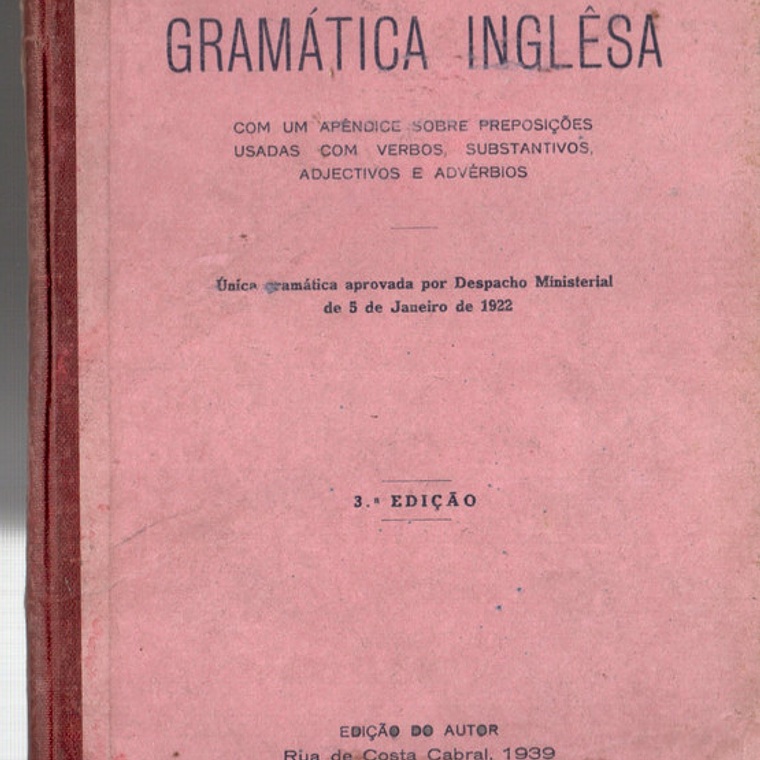 GRAMÁTICA INGLÊSA
COM UM APÊNDICE SOBRE PREPOSIÇÕES
USADAS COM VERBOS, SUBSTANTIVOS,
ADJECTIVOS E ADVÉRBIOS
Única gramática aprovada por Despacho Ministerial
de 5 de Janeiro de 1922
3.ª EDIÇÃO
EDIÇÃO DO AUTOR
Rua de Costa Cabral, 1939